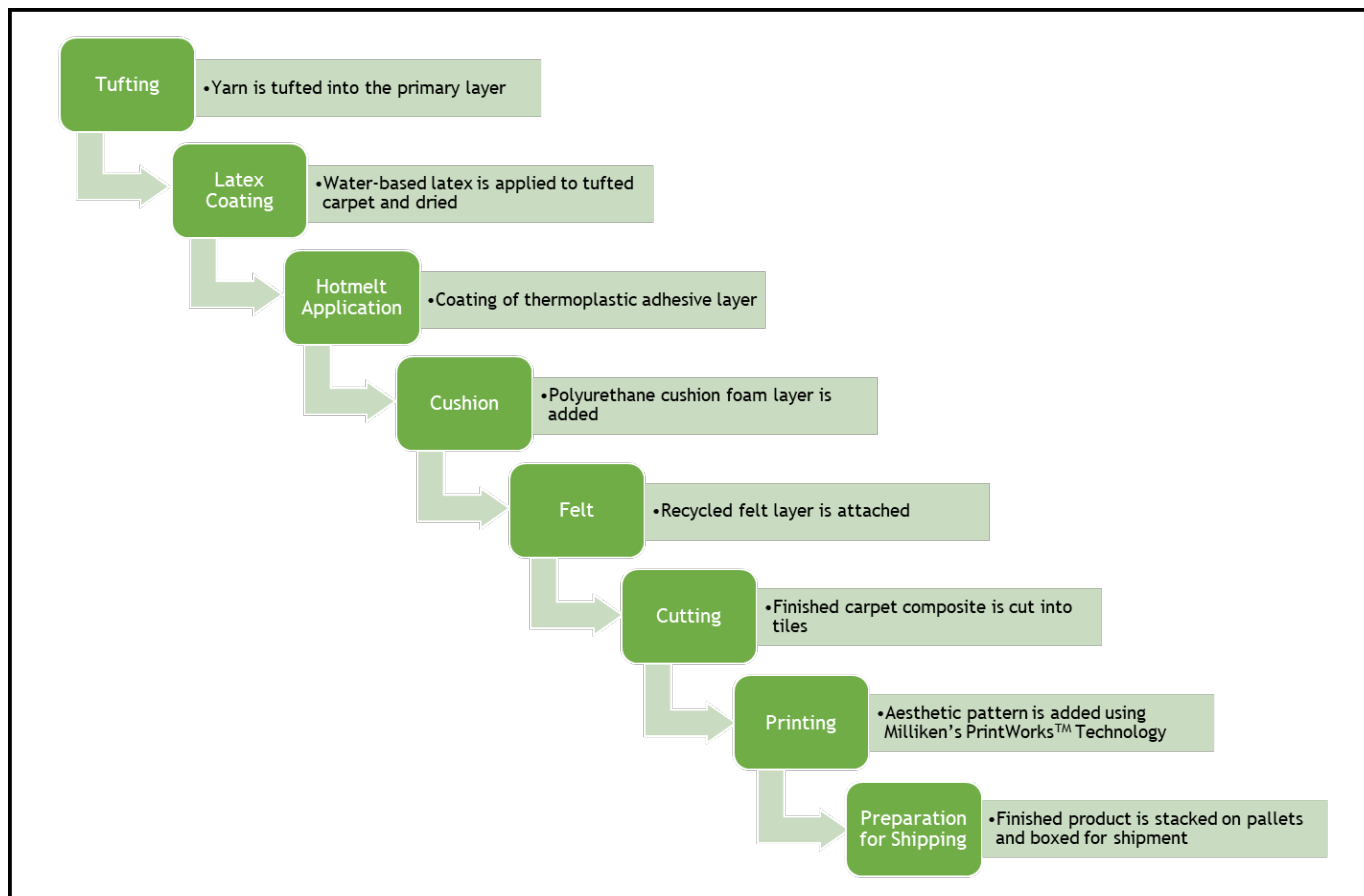 Tufting
•Yarn is tufted into the primary layer
Latex
Coating
•Water-based latex is applied to tufted
carpet and dried
Hotmelt
Application
•Coating of thermoplastic adhesive layer
Cushion
•Polyurethane cushion foam layer is
added
Felt
•Recycled felt layer is attached
Cutting
•Finished carpet composite is cut into
tiles
Printing
•Aesthetic pattern is added using
Milliken's PrintWorks™ Technology
Preparation
for Shipping
•Finished product is stacked on pallets
and boxed for shipment